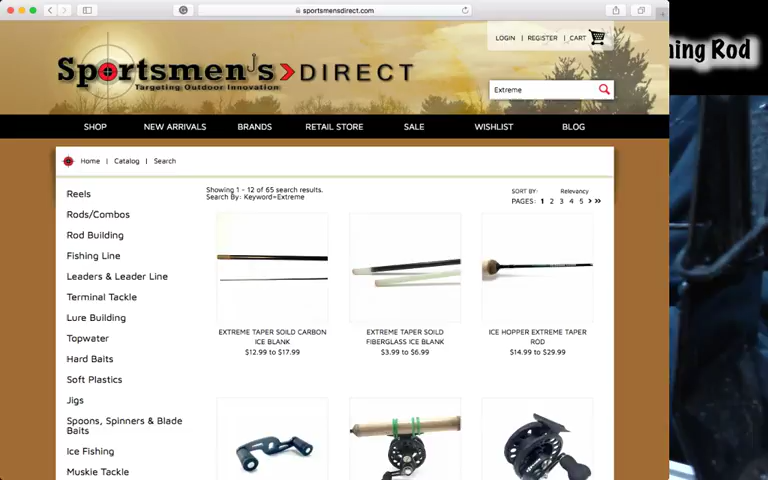 sportsmensdirect.com
LOGIN | REGISTER | CART
Sportsmen's DIRECT
Targeting Outdoor Innovation
Extreme
SHOP NEW ARRIVALS BRANDS RETAIL STORE SALE WISHLIST BLOG
Home | Catalog | Search
Reels
Rods/Combos
Rod Building
Fishing Line
Leaders & Leader Line
Terminal Tackle
Lure Building
Topwater
Hard Baits
Soft Plastics
Jigs
Spoons, Spinners & Blade
Baits
Ice Fishing
Muskie Tackle
Showing 1 - 12 of 65 search results.
Search By: Keyword=Extreme
SORT BY: Relevancy
PAGES: 1 2 3 4 5
EXTREME TAPER SOILD CARBON
ICE BLANK
$12.99 to $17.99
EXTREME TAPER SOILD
FIBERGLASS ICE BLANK
$3.99 to $6.99
ICE HOPPER EXTREME TAPER
ROD
$14.99 to $29.99
hing Rod